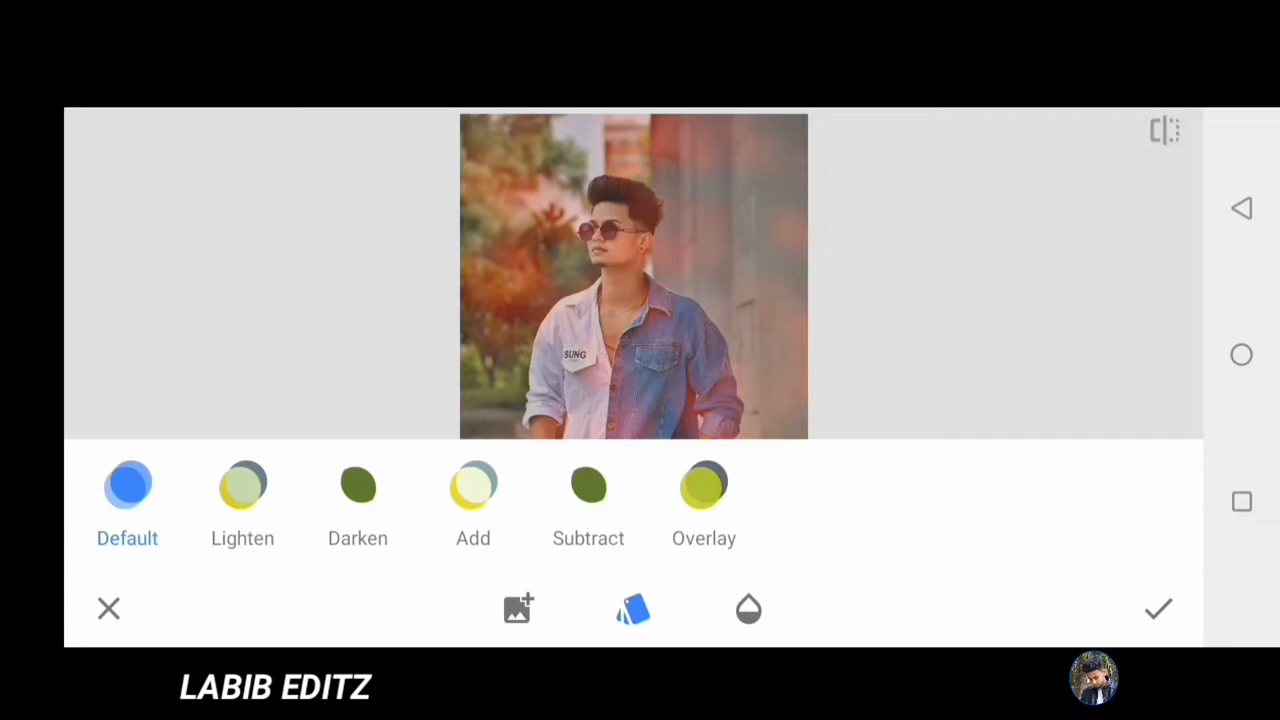 SUNG
Default
Lighten
Darken
Add
Subtract
Overlay
LABIB EDITZ